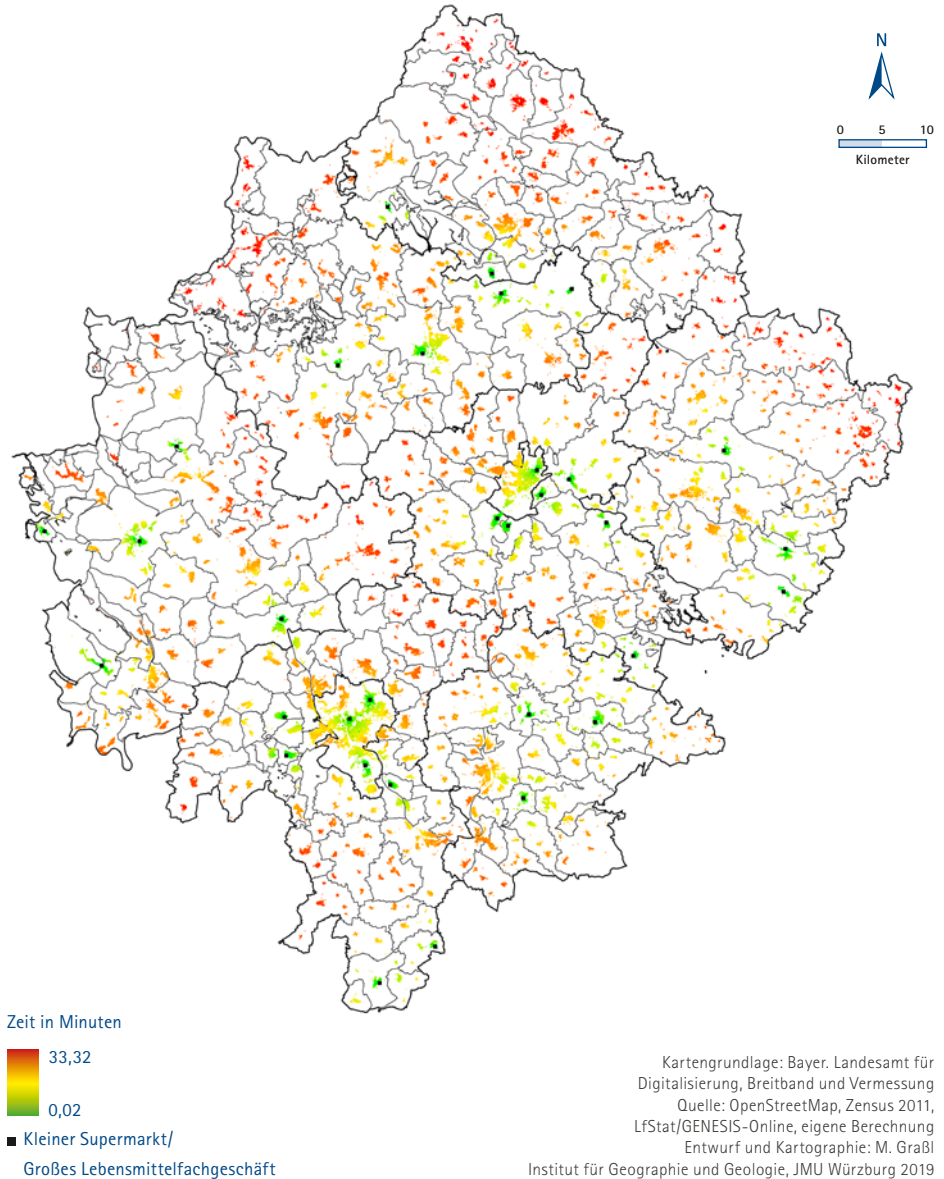 N
0 5 10
Kilometer
Zeit in Minuten
33,32
0,02
Kleiner Supermarkt/
Großes Lebensmittelfachgeschäft
Kartengrundlage: Bayer. Landesamt für
Digitalisierung, Breitband und Vermessung
Quelle: OpenStreetMap, Zensus 2011,
LfStat/GENESIS-Online, eigene Berechnung
Entwurf und Kartographie: M. Graßl
Institut für Geographie und Geologie, JMU Würzburg 2019